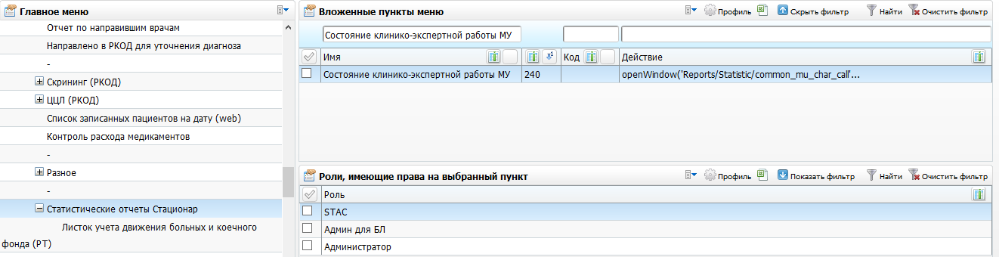 Главное меню
Отчет по направившим врачам
Направлено в РКОД для уточнения диагноза
-
Скрининг (РКОД)
ЦЦЛ (РКОД)
Список записанных пациентов на дату (web)
Контроль расхода медикаментов
-
Разное
-
Статистические отчеты Стационар
Листок учета движения больных и коечного
фонда (РТ)
Вложенные пункты меню
Профиль
Скрыть фильтр
Найти
Очистить фильтр
Состояние клинико-экспертной работы МУ
Имя
1
Код
Действие
Состояние клинико-экспертной работы МУ
240
openWindow('Reports/Statistic/common_mu_char_call'...
Роли, имеющие права на выбранный пункт
Профиль
Показать фильтр
Найти
Очистить фильтр
Роль
STAC
Админ для БЛ
Администратор